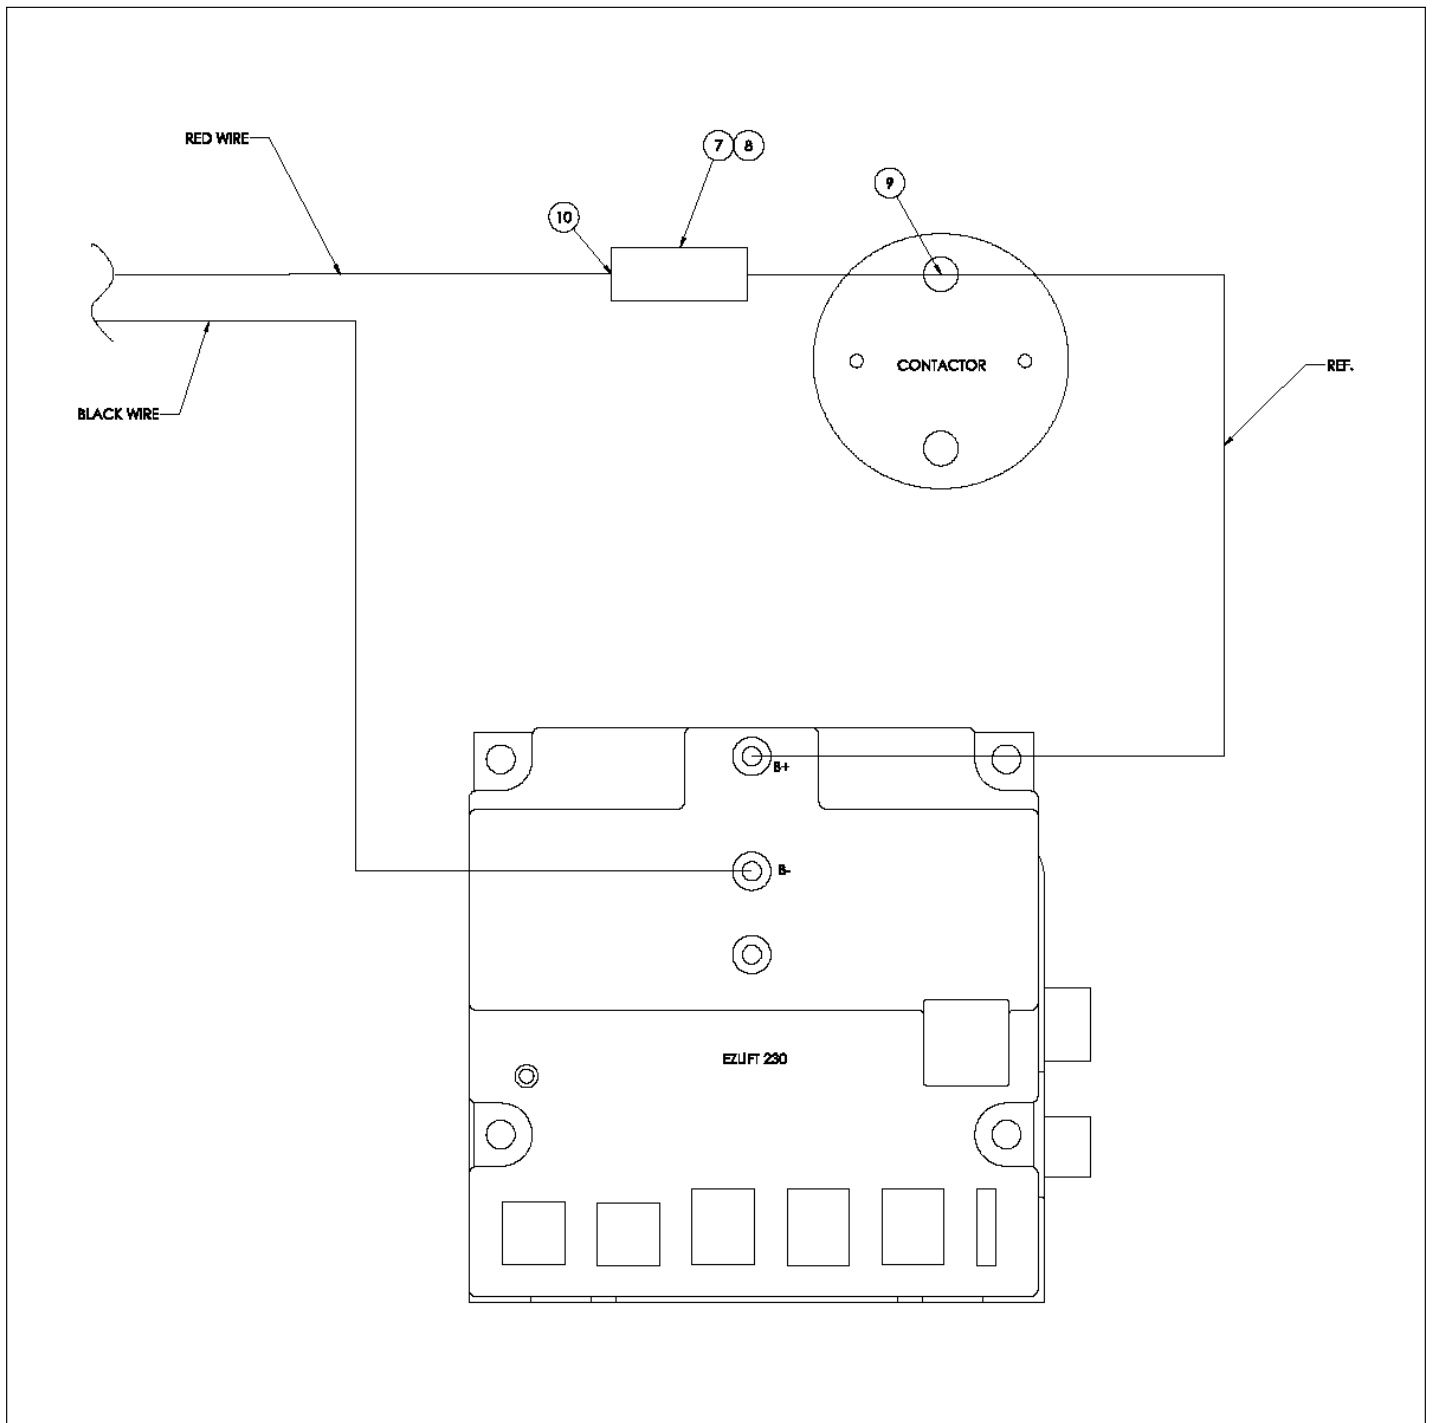 RED WIRE
7 8
9
10
CONTACTOR
REF.
BLACK WIRE
B+
B-
EZLIFT 230